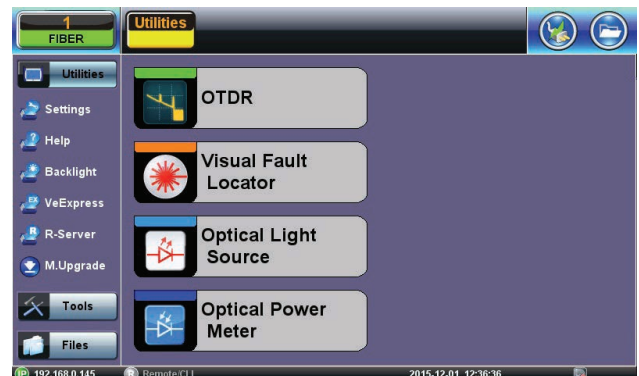 1
FIBER
Utilities
Utilities
Settings
Help
Backlight
VeExpress
R-Server
M.Upgrade
Tools
Files
OTDR
Visual Fault
Locator
Optical Light
Source
Optical Power
Meter
IP 192.168.0.145
R Remote/CLI
2015-12-01 12:36:36